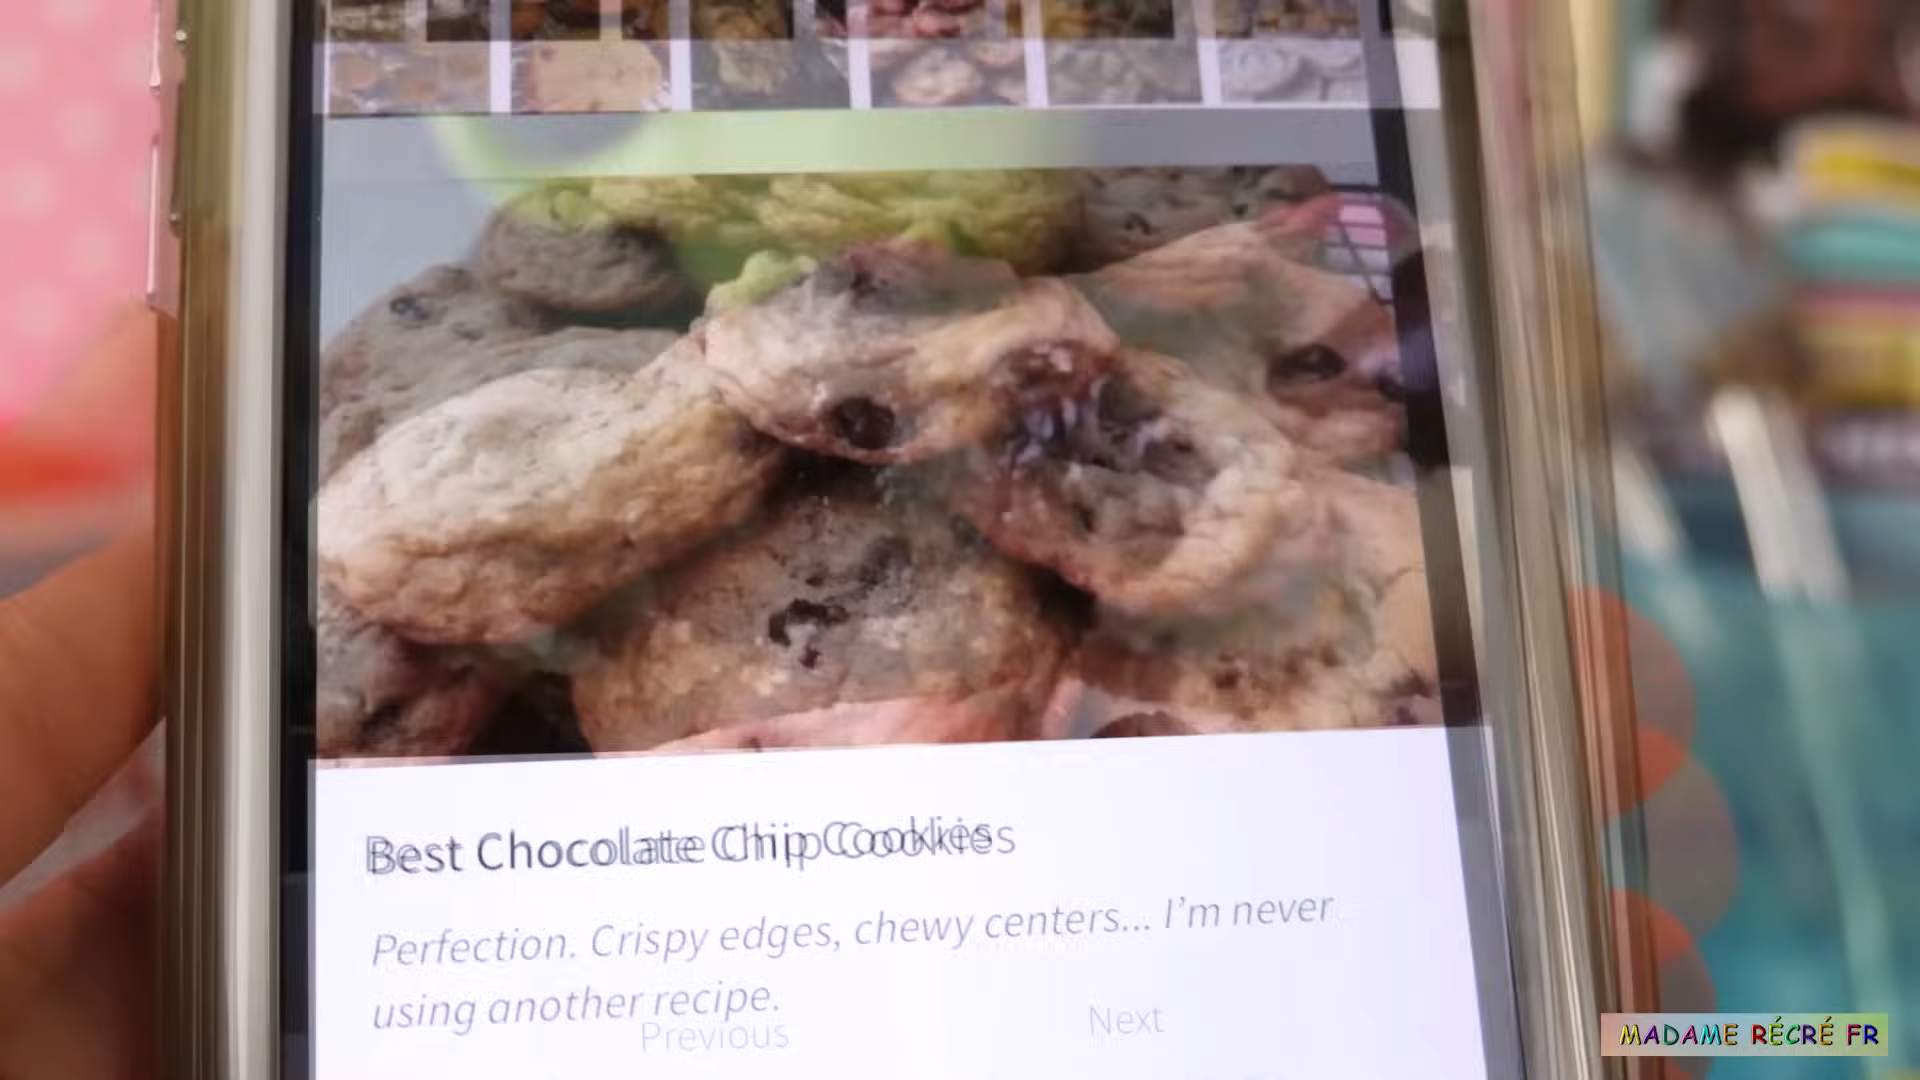 Best Chocolate Chip Cookies
Perfection. Crispy edges, chewy centers... I'm never
using another recipe.
Previous Next
MADAME RÉCRÉ FR